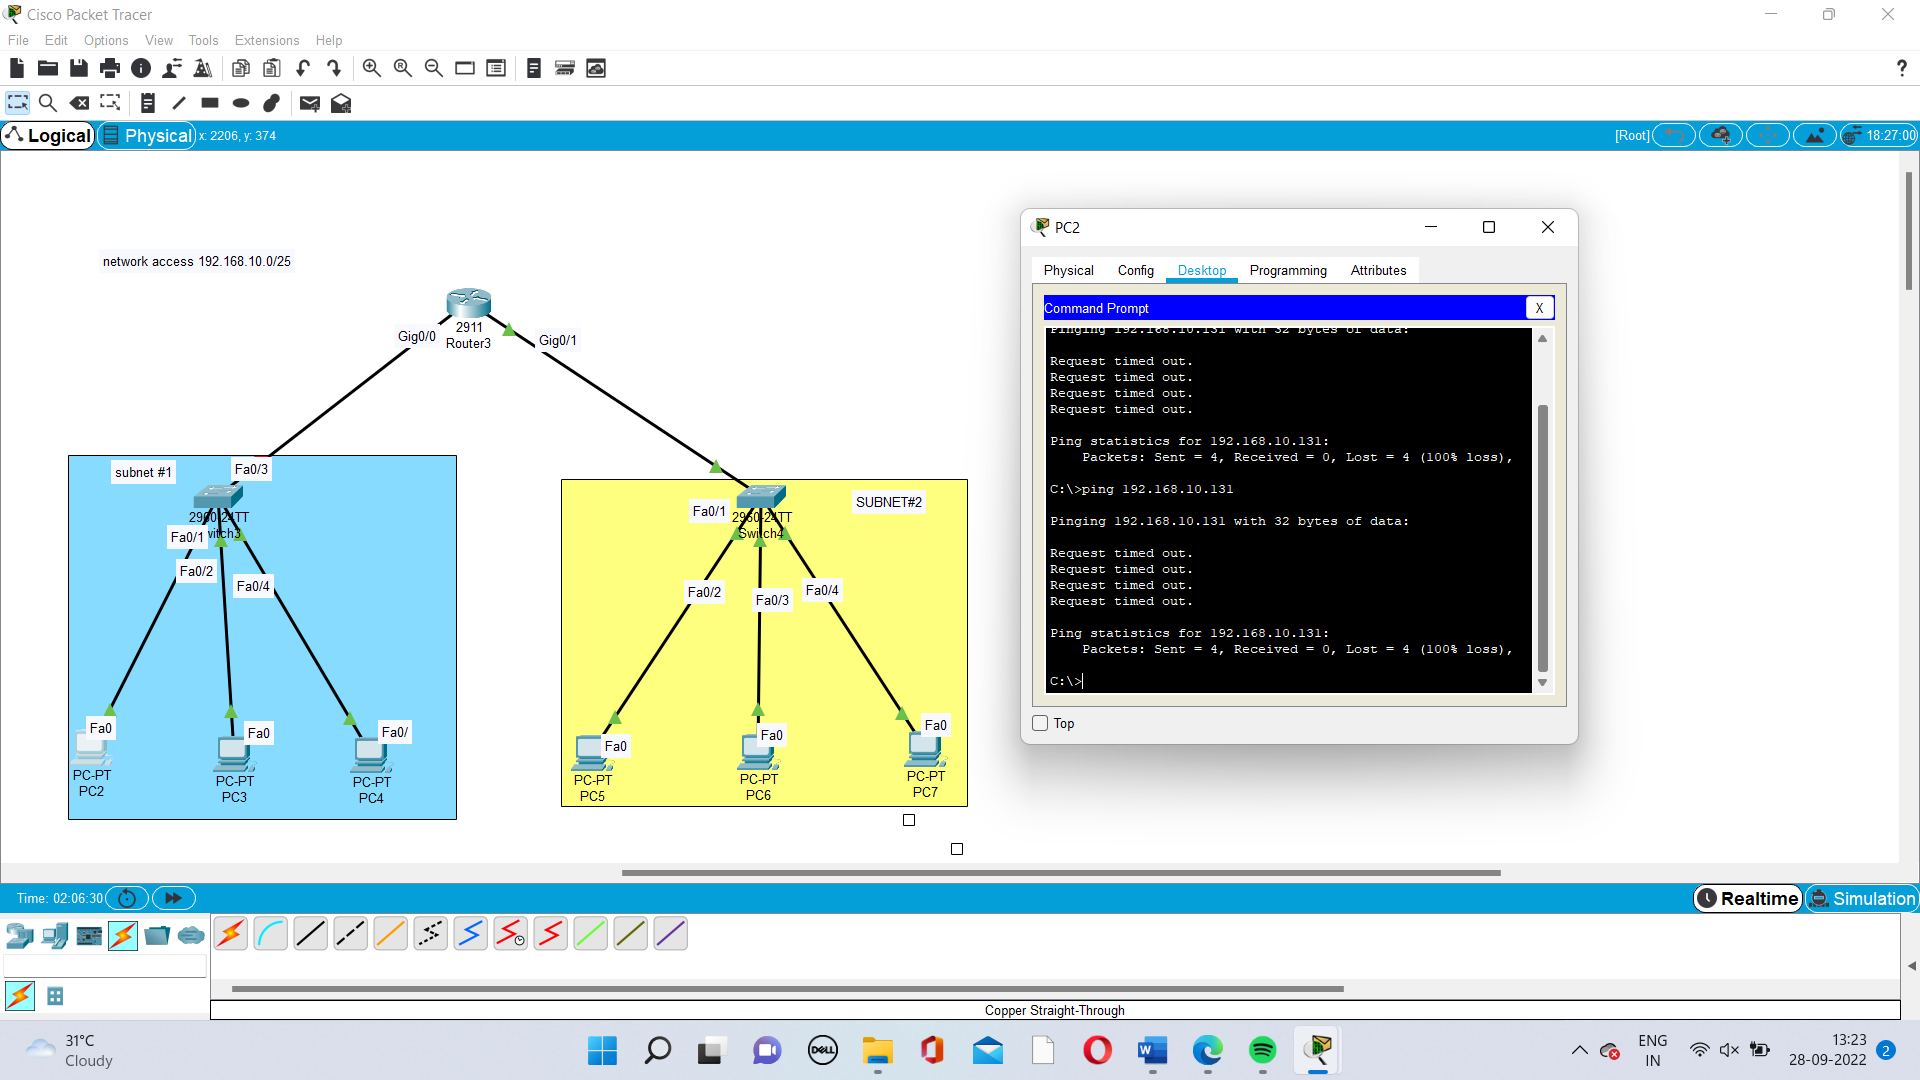 Cisco Packet Tracer
File Edit Options View Tools Extensions Help
?
Logical Physical x: 2206, y: 374 [Root] 18:27:00
network access 192.168.10.0/25
2911
Router3
Gig0/0
Gig0/1
subnet #1
Fa0/3
2960-24TT
Switch3
Fa0/1
Fa0/2
Fa0/4
Fa0
Fa0
Fa0/
PC-PT
PC2
PC-PT
PC3
PC-PT
PC4
SUBNET#2
Fa0/1
2960-24TT
Switch4
Fa0/2
Fa0/3
Fa0/4
Fa0
Fa0
Fa0
PC-PT
PC5
PC-PT
PC6
PC-PT
PC7
PC2
Physical Config Desktop Programming Attributes
Command Prompt X
Pinging 192.168.10.131 with 32 bytes of data:
Request timed out.
Request timed out.
Request timed out.
Request timed out.
Ping statistics for 192.168.10.131:
Packets: Sent = 4, Received = 0, Lost = 4 (100% loss),
C:\>ping 192.168.10.131
Pinging 192.168.10.131 with 32 bytes of data:
Request timed out.
Request timed out.
Request timed out.
Request timed out.
Ping statistics for 192.168.10.131:
Packets: Sent = 4, Received = 0, Lost = 4 (100% loss),
C:\>
Top
Time: 02:06:30 Realtime Simulation
Copper Straight-Through
31°C
Cloudy
DELL
W
ENG
IN
13:23
28-09-2022
2